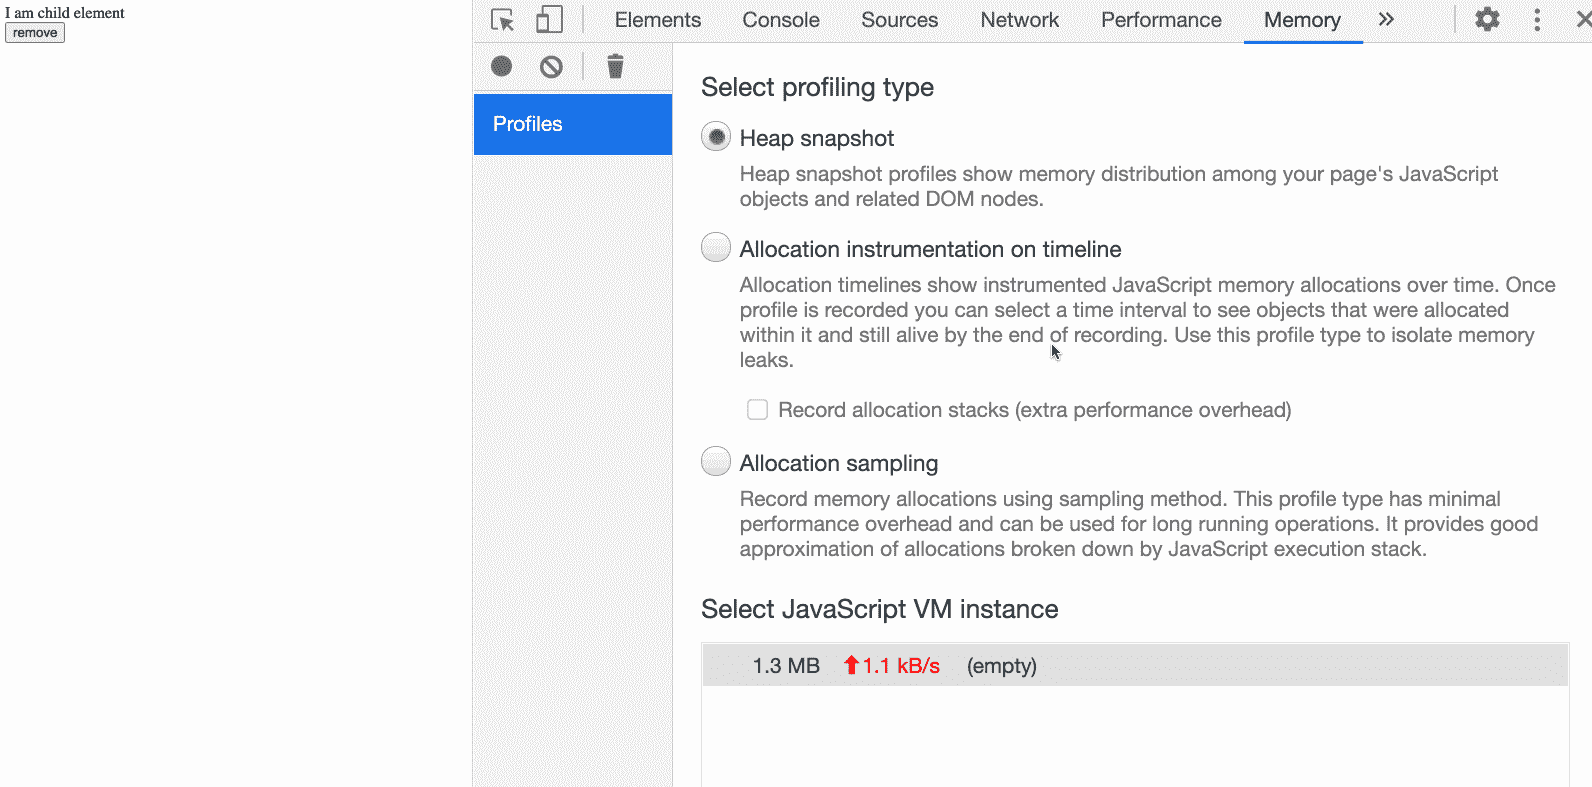 I am child element
remove
Elements Console Sources Network Performance Memory
Profiles
Select profiling type
Heap snapshot
Heap snapshot profiles show memory distribution among your page's JavaScript
objects and related DOM nodes.
Allocation instrumentation on timeline
Allocation timelines show instrumented JavaScript memory allocations over time. Once
profile is recorded you can select a time interval to see objects that were allocated
within it and still alive by the end of recording. Use this profile type to isolate memory
leaks.
Record allocation stacks (extra performance overhead)
Allocation sampling
Record memory allocations using sampling method. This profile type has minimal
performance overhead and can be used for long running operations. It provides good
approximation of allocations broken down by JavaScript execution stack.
Select JavaScript VM instance
1.3 MB 1.1 kB/s (empty)